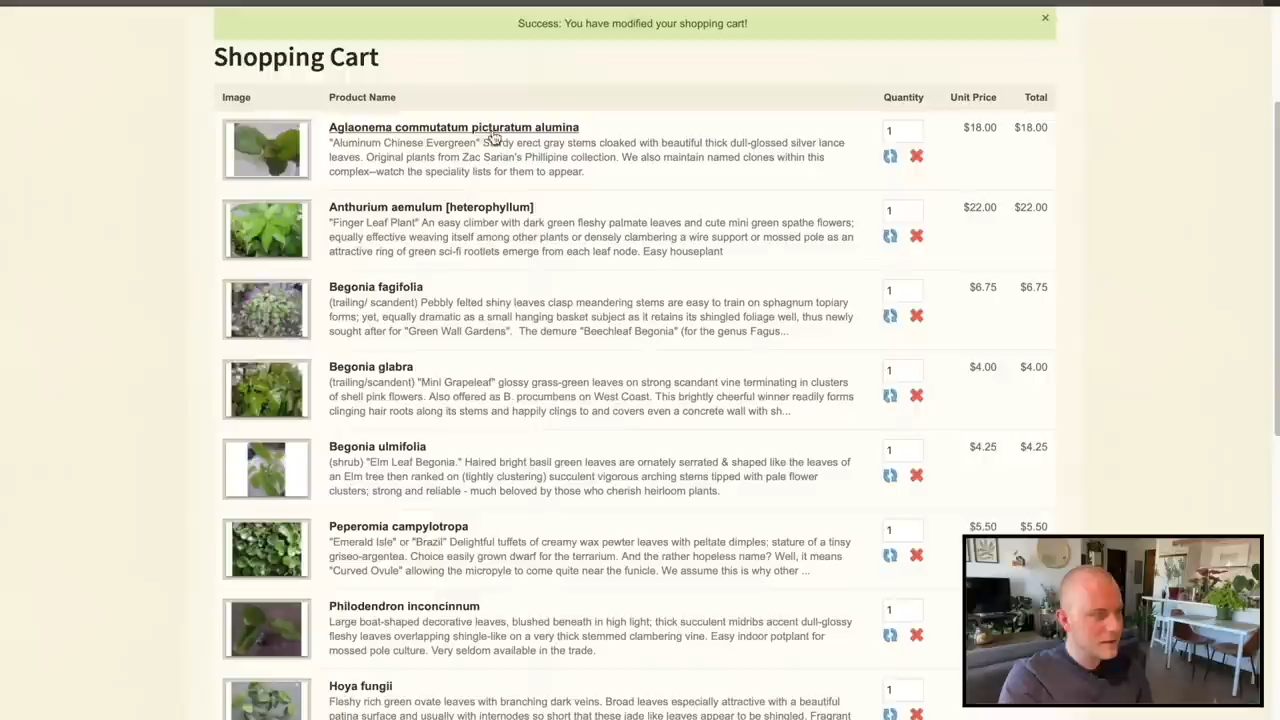 Success: You have modified your shopping cart!
×
Shopping Cart
Image Product Name Quantity Unit Price Total
Aglaonema commutatum picturatum alumina 1 $18.00 $18.00
"Aluminum Chinese Evergreen" Sturdy erect gray stems cloaked with beautiful thick dull-glossed silver lance
leaves. Original plants from Zac Sarian's Phillipine collection. We also maintain named clones within this
complex--watch the speciality lists for them to appear.
Anthurium aemulum [heterophyllum] 1 $22.00 $22.00
"Finger Leaf Plant" An easy climber with dark green fleshy palmate leaves and cute mini green spathe flowers;
equally effective weaving itself among other plants or densely clambering a wire support or mossed pole as an
attractive ring of green sci-fi rootlets emerge from each leaf node. Easy houseplant
Begonia fagifolia 1 $6.75 $6.75
(trailing/ scandent) Pebbly felted shiny leaves clasp meandering stems are easy to train on sphagnum topiary
forms; yet, equally dramatic as a small hanging basket subject as it retains its shingled foliage well, thus newly
sought after for "Green Wall Gardens". The demure "Beechleaf Begonia" (for the genus Fagus...
Begonia glabra 1 $4.00 $4.00
(trailing/scandent) "Mini Grapeleaf" glossy grass-green leaves on strong scandent vine terminating in clusters
of shell pink flowers. Also offered as B. procumbens on West Coast. This brightly cheerful winner readily forms
clinging hair roots along its stems and happily clings to and covers even a concrete wall with sh...
Begonia ulmifolia 1 $4.25 $4.25
(shrub) "Elm Leaf Begonia." Haired bright basil green leaves are ornately serrated & shaped like the leaves of
an Elm tree then ranked on (tightly clustering) succulent vigorous arching stems tipped with pale flower
clusters; strong and reliable - much beloved by those who cherish heirloom plants.
Peperomia campylotropa 1 $5.50 $5.50
"Emerald Isle" or "Brazil" Delightful tuffets of creamy wax pewter leaves with peltate dimples; stature of a tinsy
griseo-argentea. Choice easily grown dwarf for the terrarium. And the rather hopeless name? Well, it means
"Curved Ovule" allowing the micropyle to come quite near the funicle. We assume this is why other ...
Philodendron inconcinnum 1
Large boat-shaped decorative leaves, blushed beneath in high light; thick succulent midribs accent dull-glossy
fleshy leaves overlapping shingle-like on a very thick stemmed clambering vine. Easy indoor potplant for
mossed pole culture. Very seldom available in the trade.
Hoya fungii 1
Fleshy rich green ovate leaves with branching dark veins. Broad leaves especially attractive with a beautiful
patina surface and usually with internodes so short that these jade like leaves appear to be shingled. Fragrant